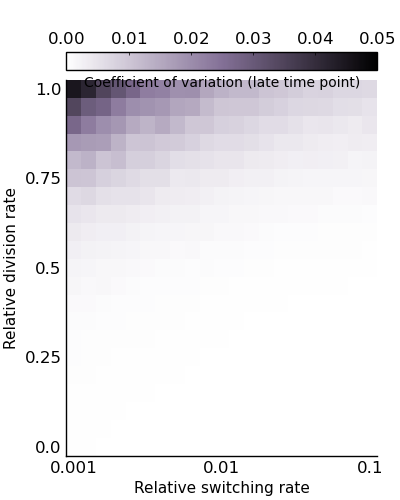 0.00 0.01 0.02 0.03 0.04 0.05
Coefficient of variation (late time point)
1.0
0.75
0.5
0.25
0.0
Relative division rate
0.001 0.01 0.1
Relative switching rate